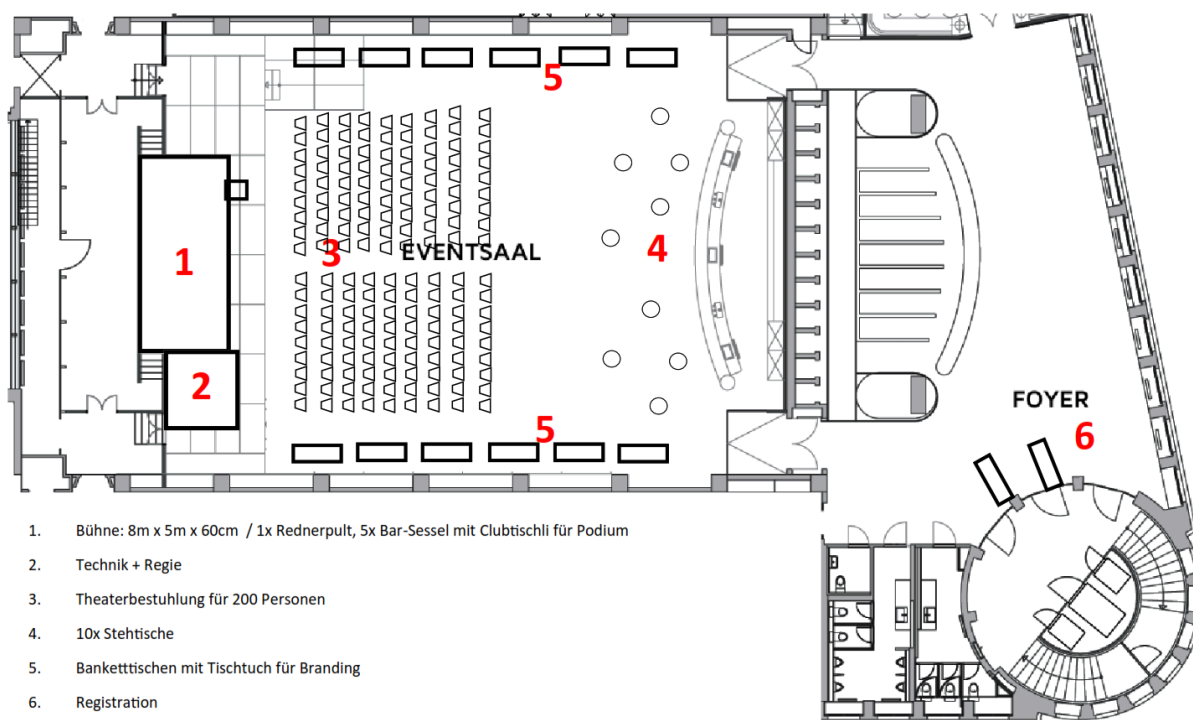 5
1
3
EVENTSAAL
4
2
5
FOYER
6
1. Bühne: 8m x 5m x 60cm / 1x Rednerpult, 5x Bar-Sessel mit Clubtischli für Podium
2. Technik + Regie
3. Theaterbestuhlung für 200 Personen
4. 10x Stehtische
5. Banketttischen mit Tischtuch für Branding
6. Registration